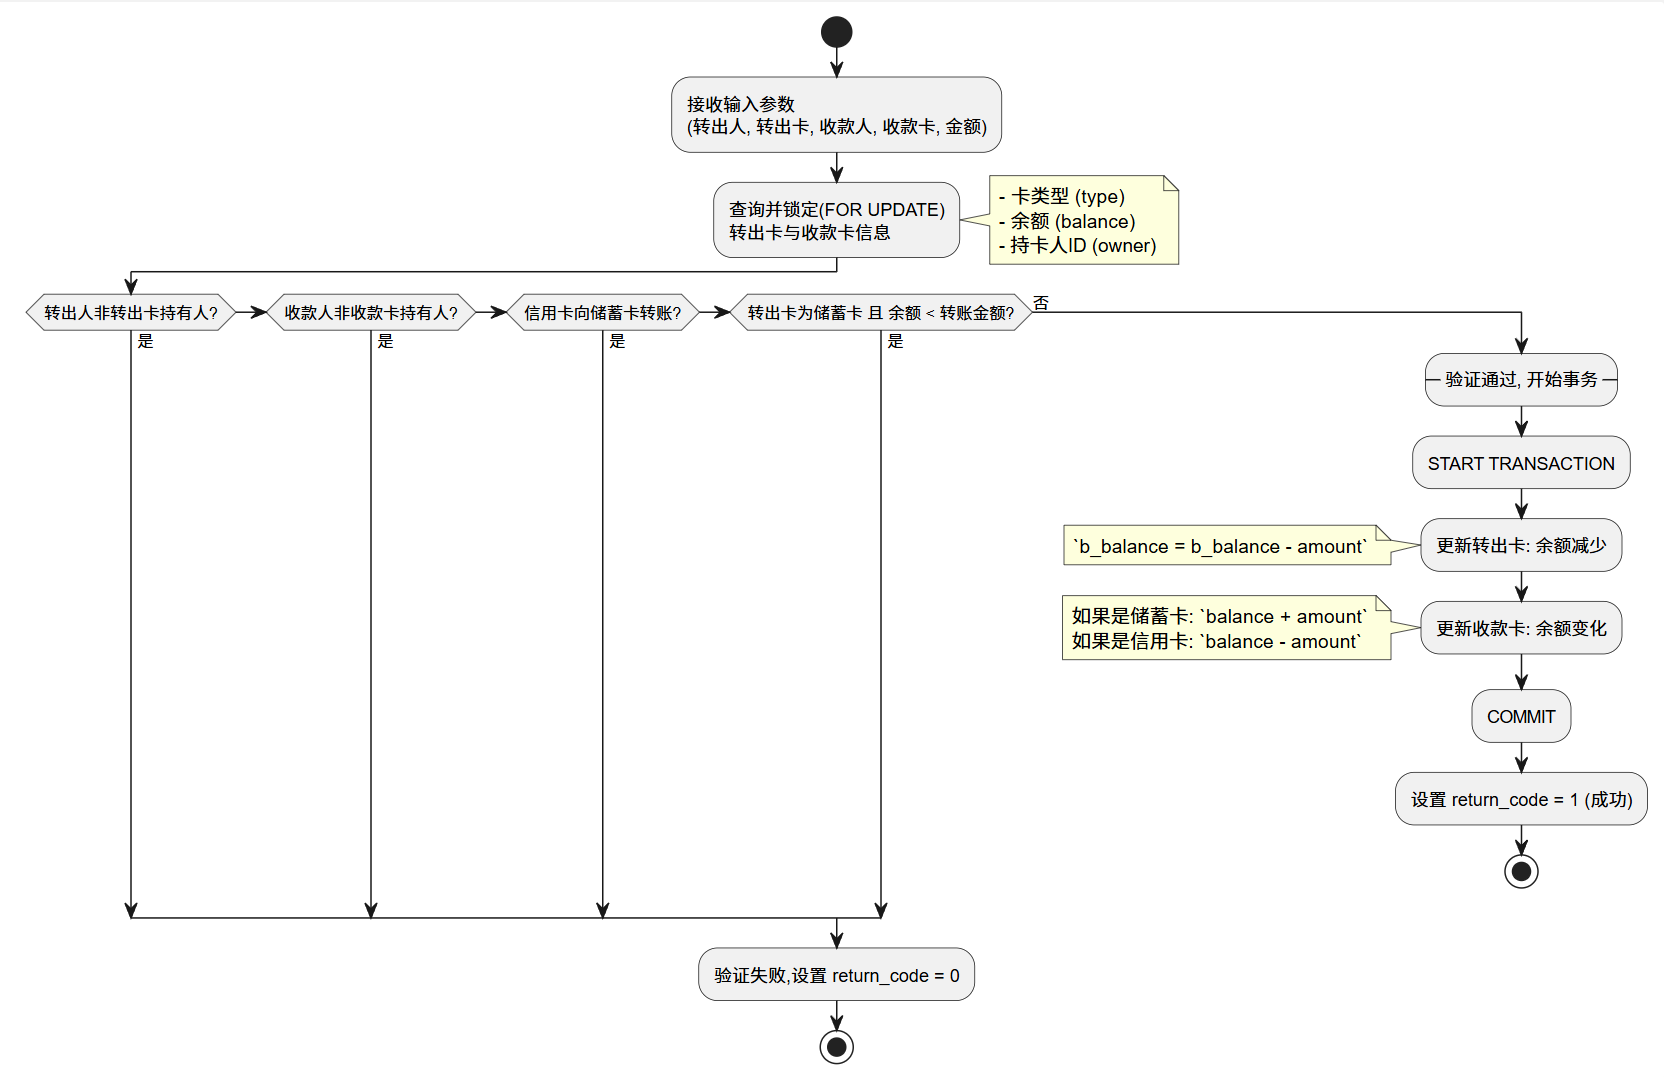 接收输入参数
(转出人, 转出卡, 收款人, 收款卡, 金额)
查询并锁定(FOR UPDATE)
转出卡与收款卡信息
- 卡类型 (type)
- 余额 (balance)
- 持卡人ID (owner)
转出人非转出卡持有人?
是
收款人非收款卡持有人?
是
信用卡向储蓄卡转账?
是
转出卡为储蓄卡 且 余额 < 转账金额?
是
否
验证通过, 开始事务
START TRANSACTION
`b_balance = b_balance - amount`
更新转出卡: 余额减少
如果是储蓄卡: `balance + amount`
如果是信用卡: `balance - amount`
更新收款卡: 余额变化
COMMIT
设置 return_code = 1 (成功)
验证失败,设置 return_code = 0